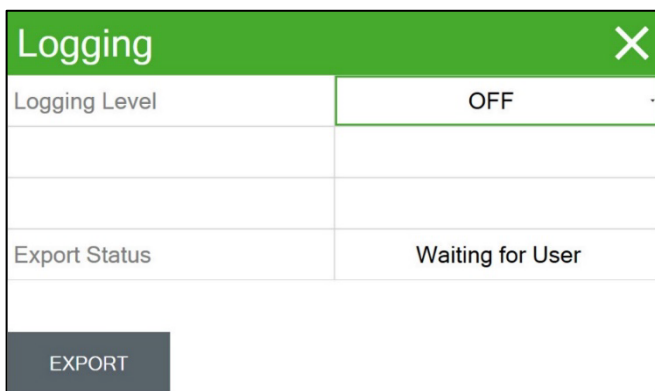 Logging
Logging Level OFF
Export Status Waiting for User
EXPORT